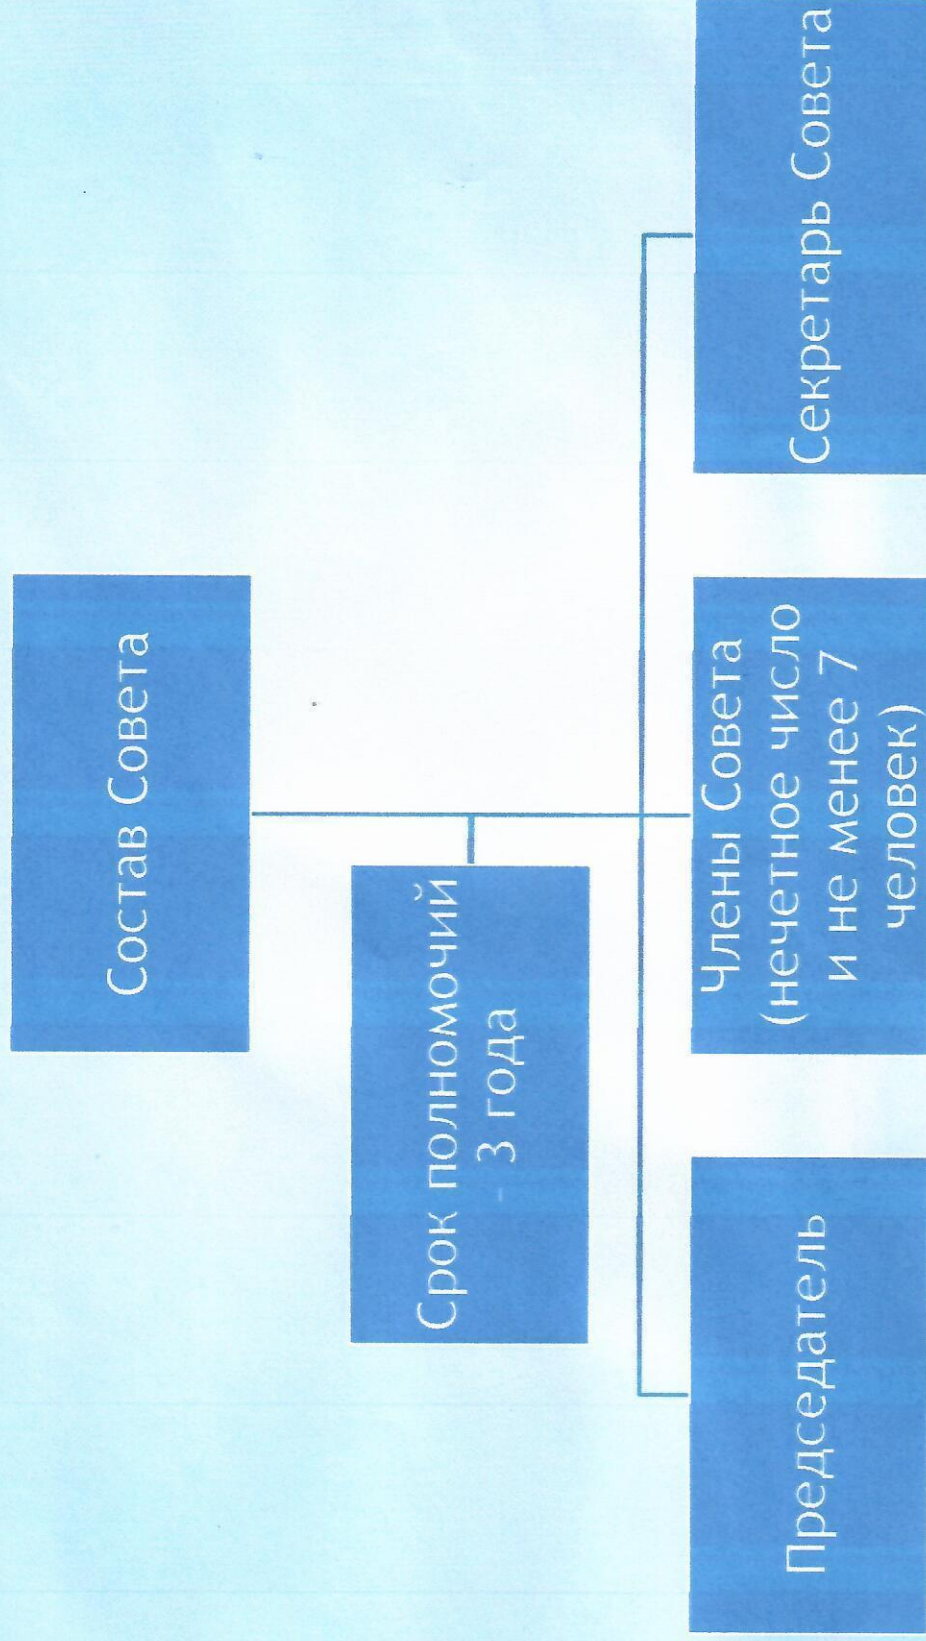 Состав Совета
Срок полномочий
- 3 года
Председатель
Члены Совета
(нечетное число
и не менее 7
человек)
Секретарь Совета